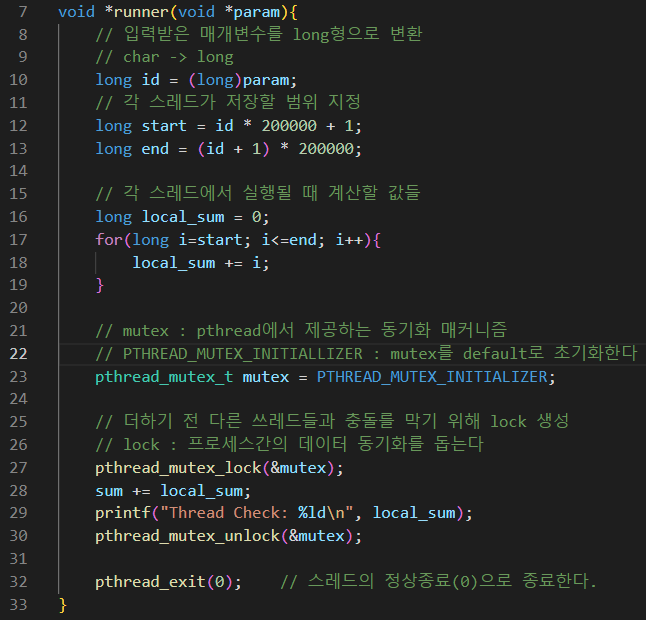 7 void *runner(void *param){
8 // 입력받은 매개변수를 long형으로 변환
9 // char -> long
10 long id = (long)param;
11 // 각 스레드가 저장할 범위 지정
12 long start = id * 200000 + 1;
13 long end = (id + 1) * 200000;
14
15 // 각 스레드에서 실행될 때 계산할 값들
16 long local_sum = 0;
17 for(long i=start; i<=end; i++){
18 local_sum += i;
19 }
20
21 // mutex : pthread에서 제공하는 동기화 매커니즘
22 // PTHREAD_MUTEX_INITIALLIZER : mutex를 default로 초기화한다
23 pthread_mutex_t mutex = PTHREAD_MUTEX_INITIALIZER;
24
25 // 더하기 전 다른 쓰레드들과 충돌를 막기 위해 lock 생성
26 // lock : 프로세스간의 데이터 동기화를 돕는다
27 pthread_mutex_lock(&mutex);
28 sum += local_sum;
29 printf("Thread Check: %ld\n", local_sum);
30 pthread_mutex_unlock(&mutex);
31
32 pthread_exit(0); // 스레드의 정상종료(0)으로 종료한다.
33 }